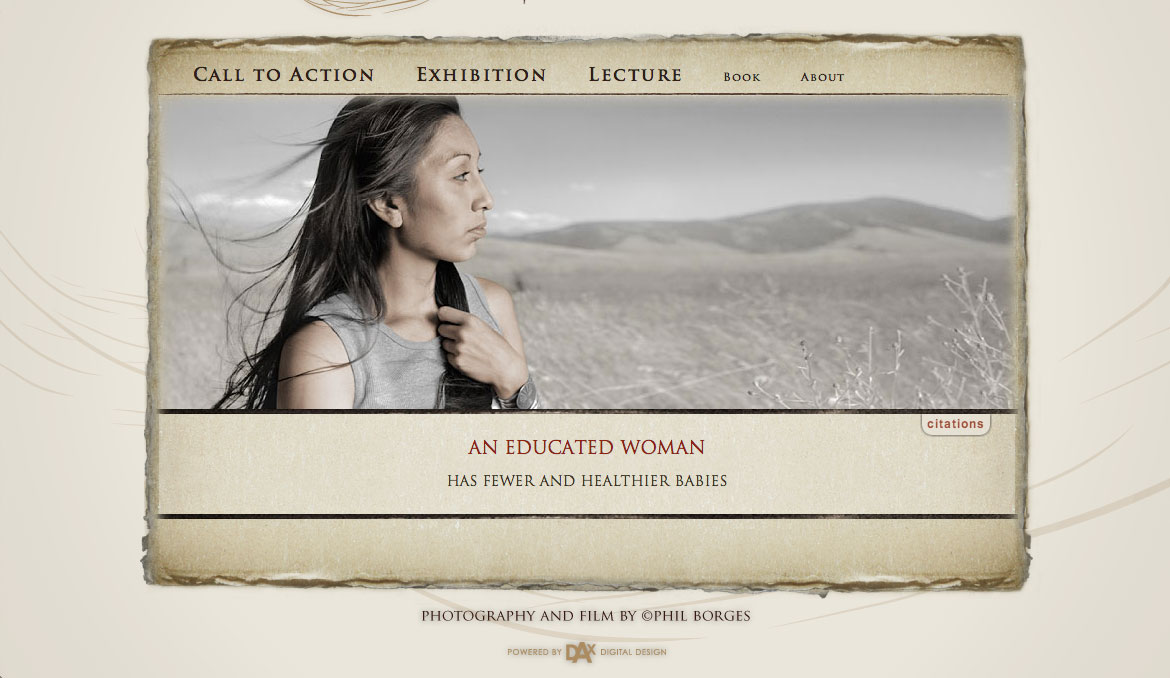 Call to Action Exhibition Lecture Book About
citations
AN EDUCATED WOMAN
HAS FEWER AND HEALTHIER BABIES
PHOTOGRAPHY AND FILM BY ©PHIL BORGES
POWERED BY DAX DIGITAL DESIGN